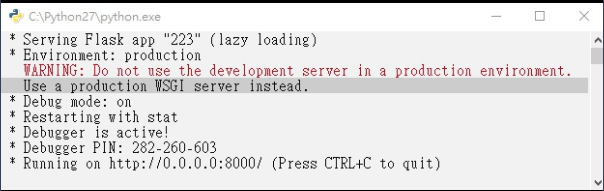 C:\Python27\python.exe
* Serving Flask app "223" (lazy loading)
* Environment: production
WARNING: Do not use the development server in a production environment.
Use a production WSGI server instead.
* Debug mode: on
* Restarting with stat
* Debugger is active!
* Debugger PIN: 282-260-603
* Running on http://0.0.0.0:8000/ (Press CTRL+C to quit)